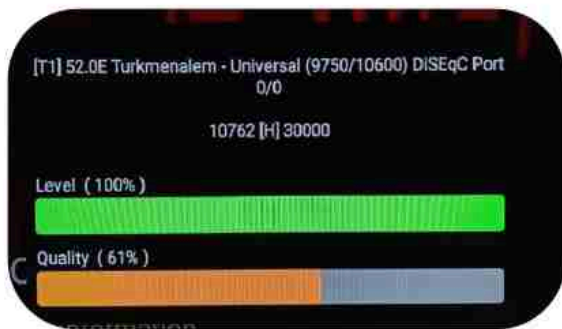 [T1] 52.0E Turkmenalem - Universal (9750/10600) DiSEqC Port
0/0
10762 [H] 30000
Level ( 100% )
Quality ( 61% )